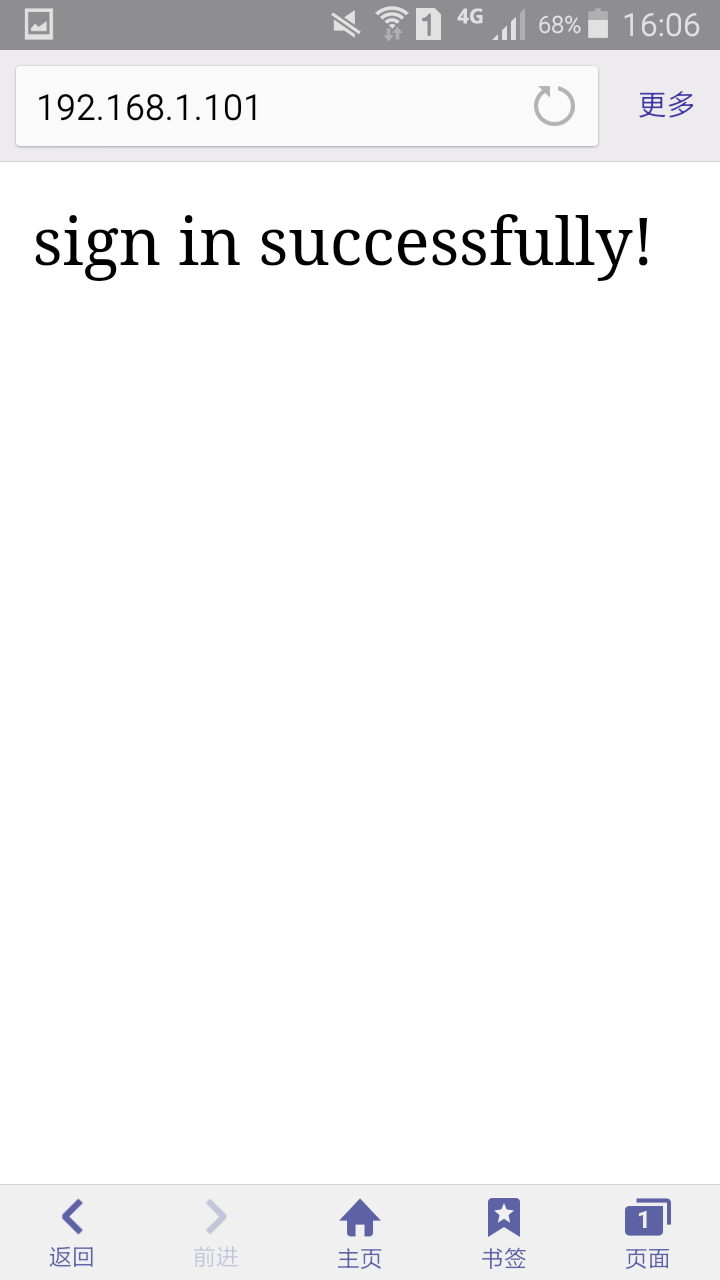 1 4G 68% 16:06
192.168.1.101 更多
sign in successfully!
1
返回 前进 主页 书签 页面